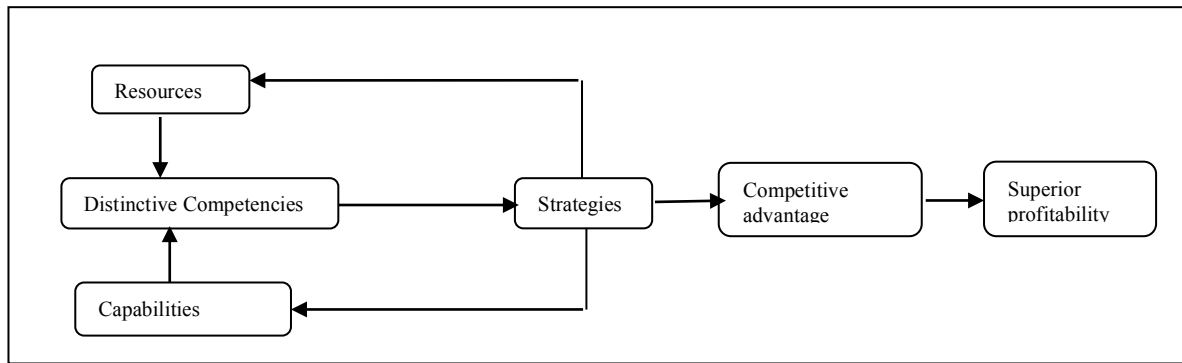 Resources
Distinctive Competencies
Capabilities
Strategies
Competitive
advantage
Superior
profitability